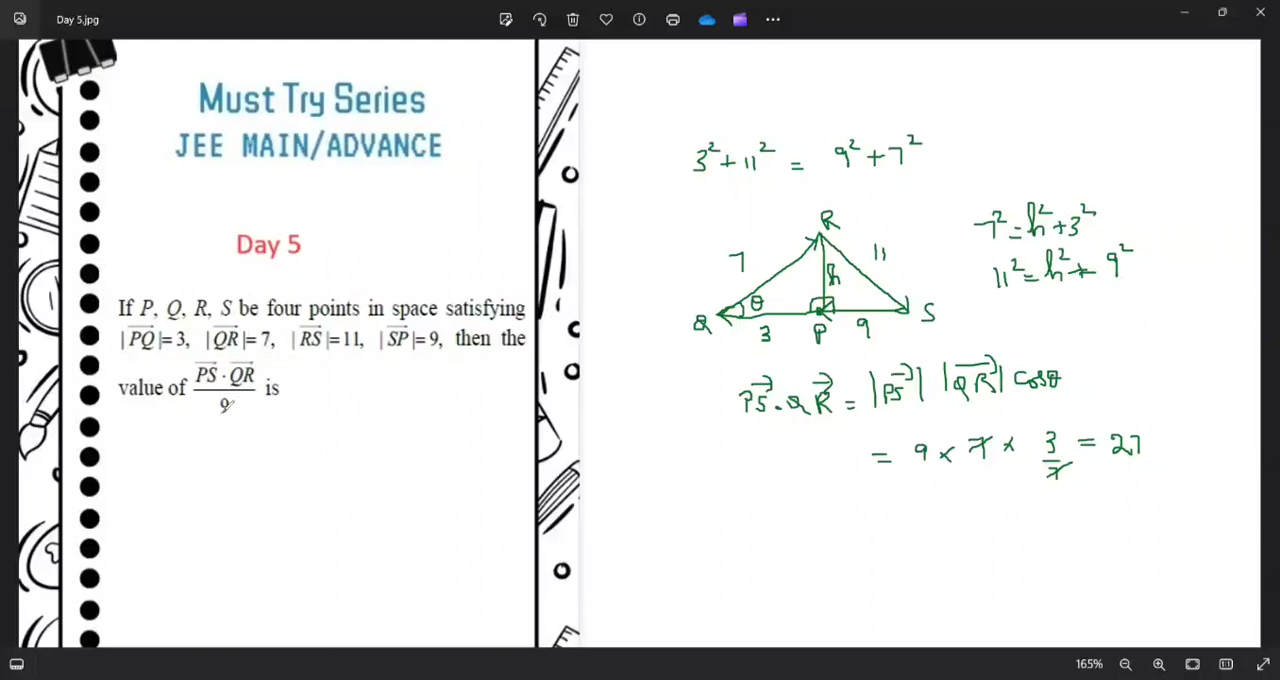 Day 5.jpg
Must Try Series
JEE MAIN/ADVANCE
Day 5
If P, Q, R, S be four points in space satisfying
|PQ⃗|=3, |QR⃗|=7, |RS⃗|=11, |SP⃗|=9, then the
value of PS⃗ · QR⃗ / 9 is
3² + 11² = 9² + 7²
R
7² = h² + 3²
7
11
h
11² = h² + 9²
θ
Q
S
3
P
9
PS⃗ . QR⃗ = |PS⃗| |QR⃗| Cosθ
= 9 × 7 × 3/7 = 27
165%